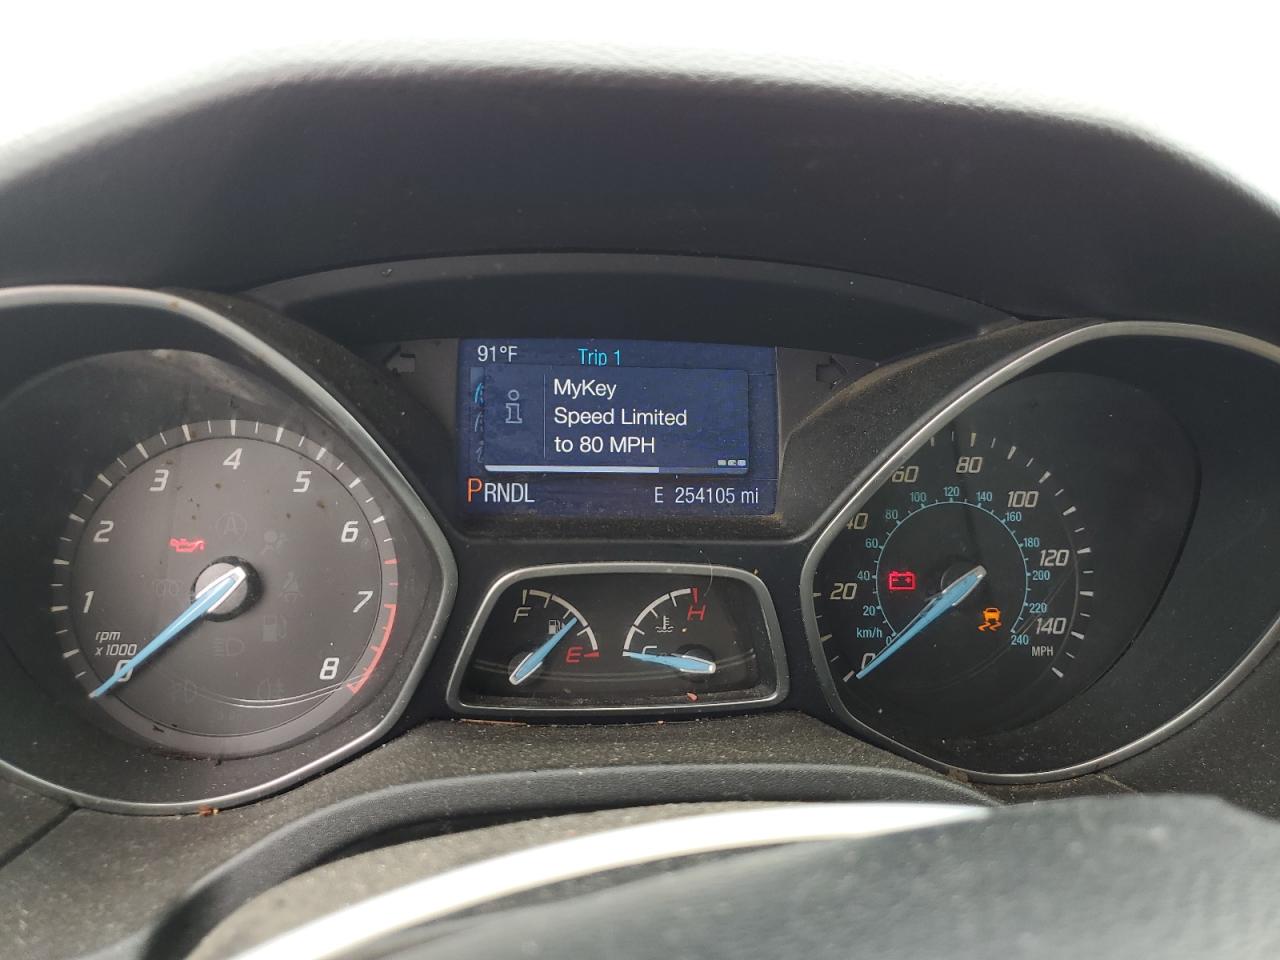 91°F Trip 1
MyKey
Speed Limited
to 80 MPH
PRNDL E 254105 mi
0 1 2 3 4 5 6 7 8
rpm
x1000
A
F E
H C
0 20 40 60 80 100 120 140
MPH
0 20 40 60 80 100 120 140 160 180 200 220 240
km/h